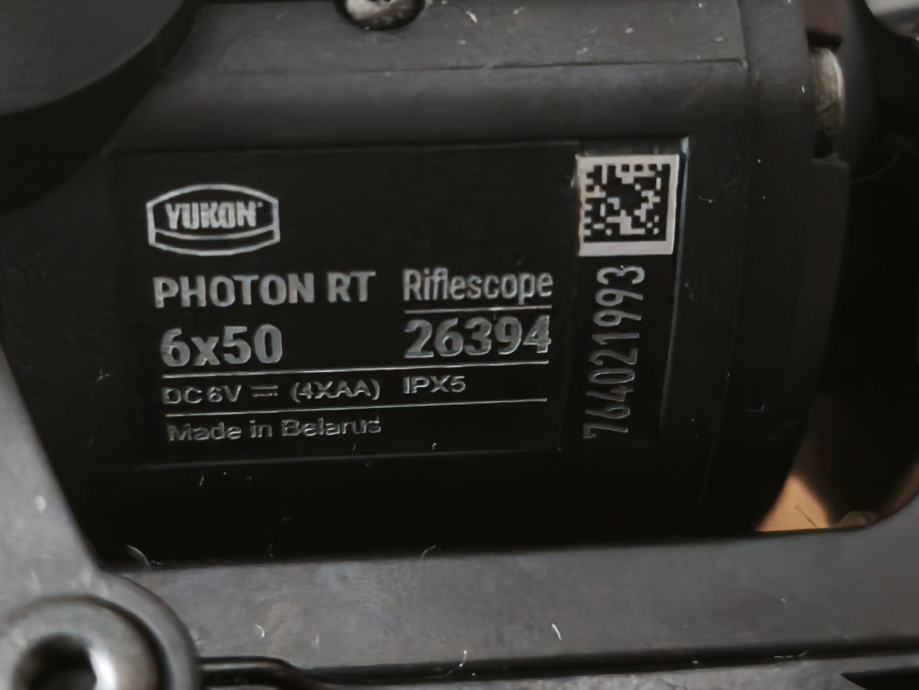 YUKON
PHOTON RT Riflescope
6x50 26394
DC 6V ⎓ (4XAA) IPX5
Made in Belarus
764021993